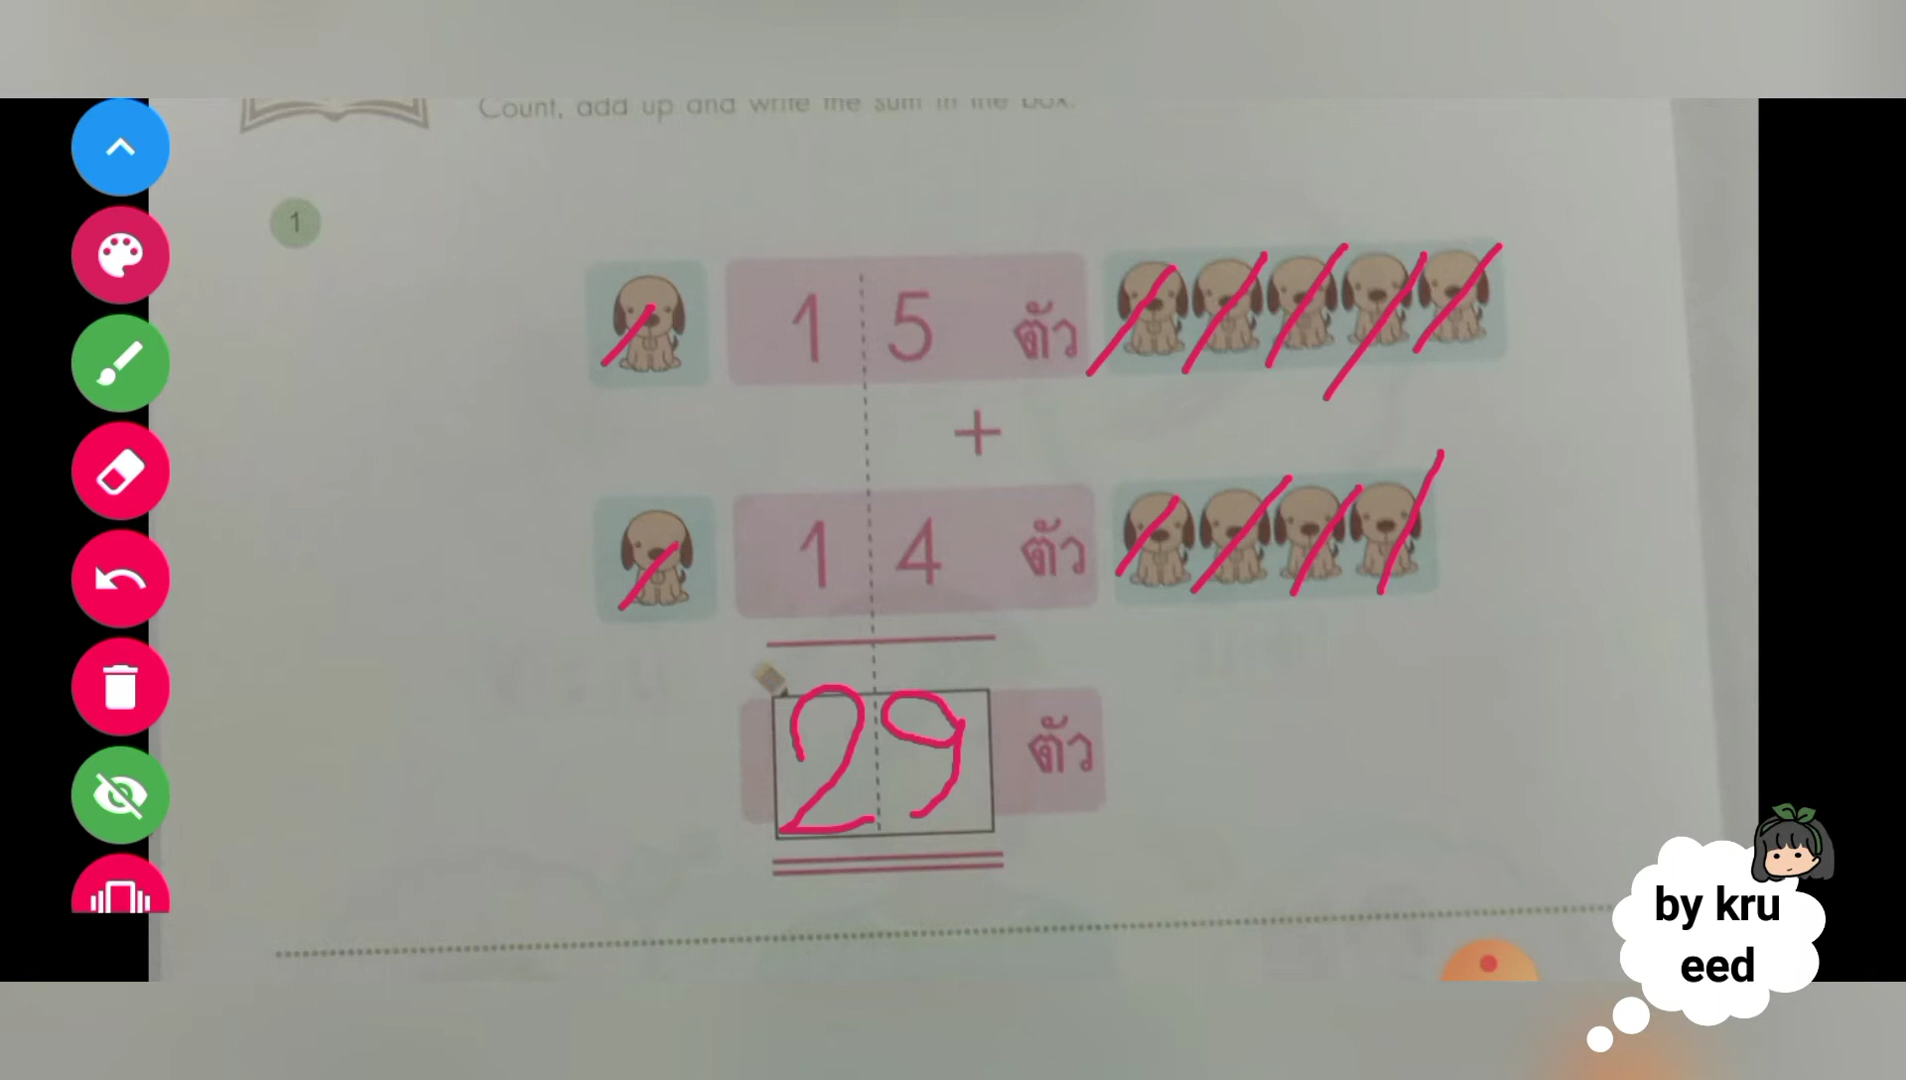 Count, add up and write the sum in the box.
1
1 5 ตัว
+
1 4 ตัว
29 ตัว
by kru
eed